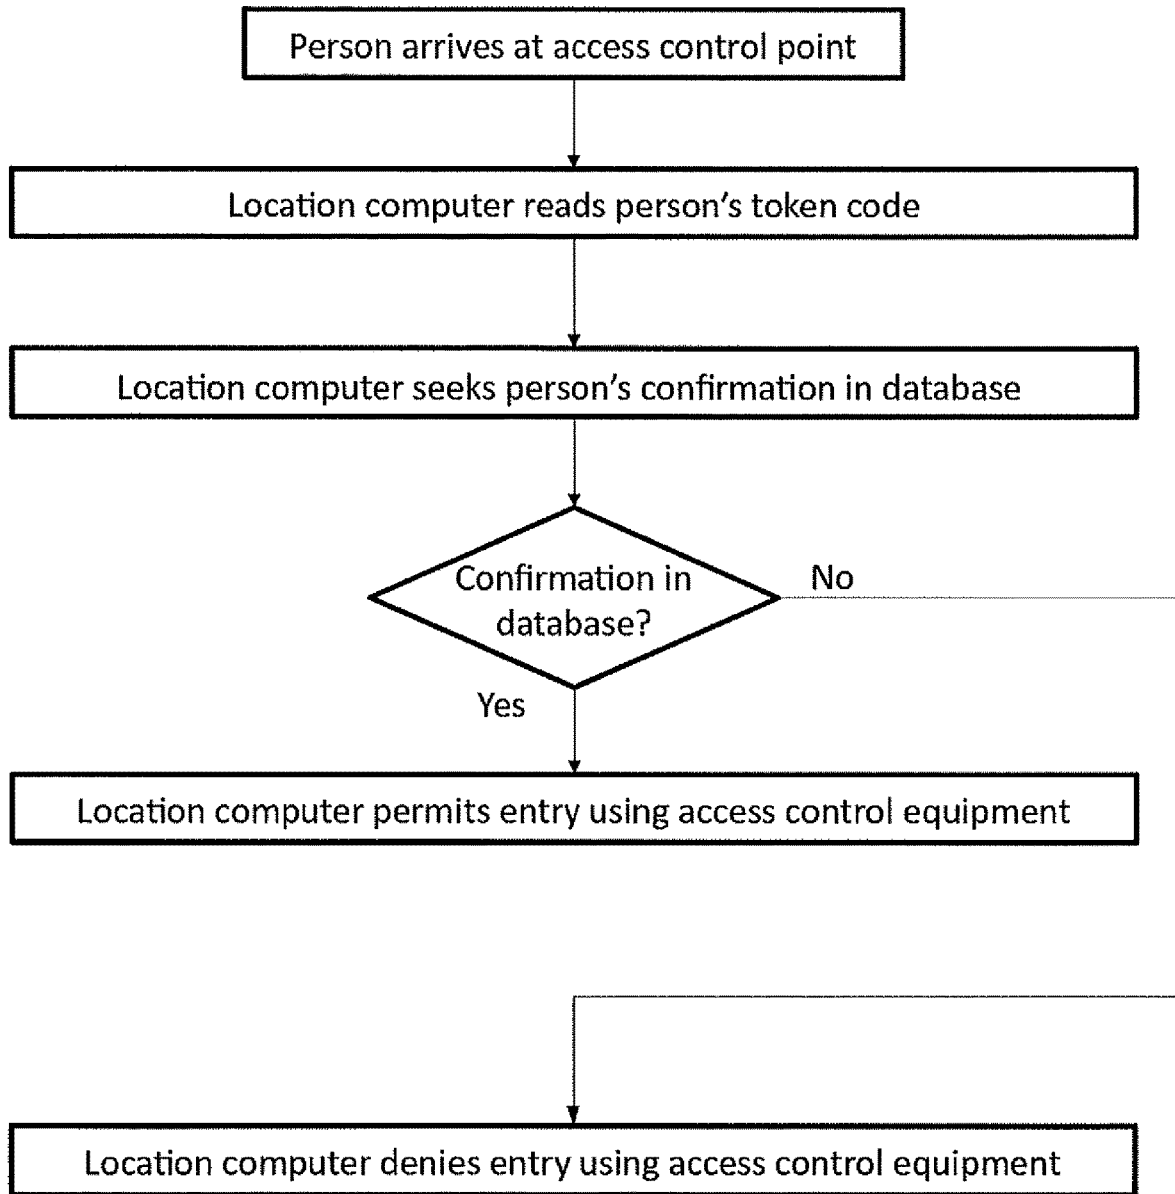 Person arrives at access control point
Location computer reads person’s token code
Location computer seeks person’s confirmation in database
Confirmation in
database?
No
Yes
Location computer permits entry using access control equipment
Location computer denies entry using access control equipment